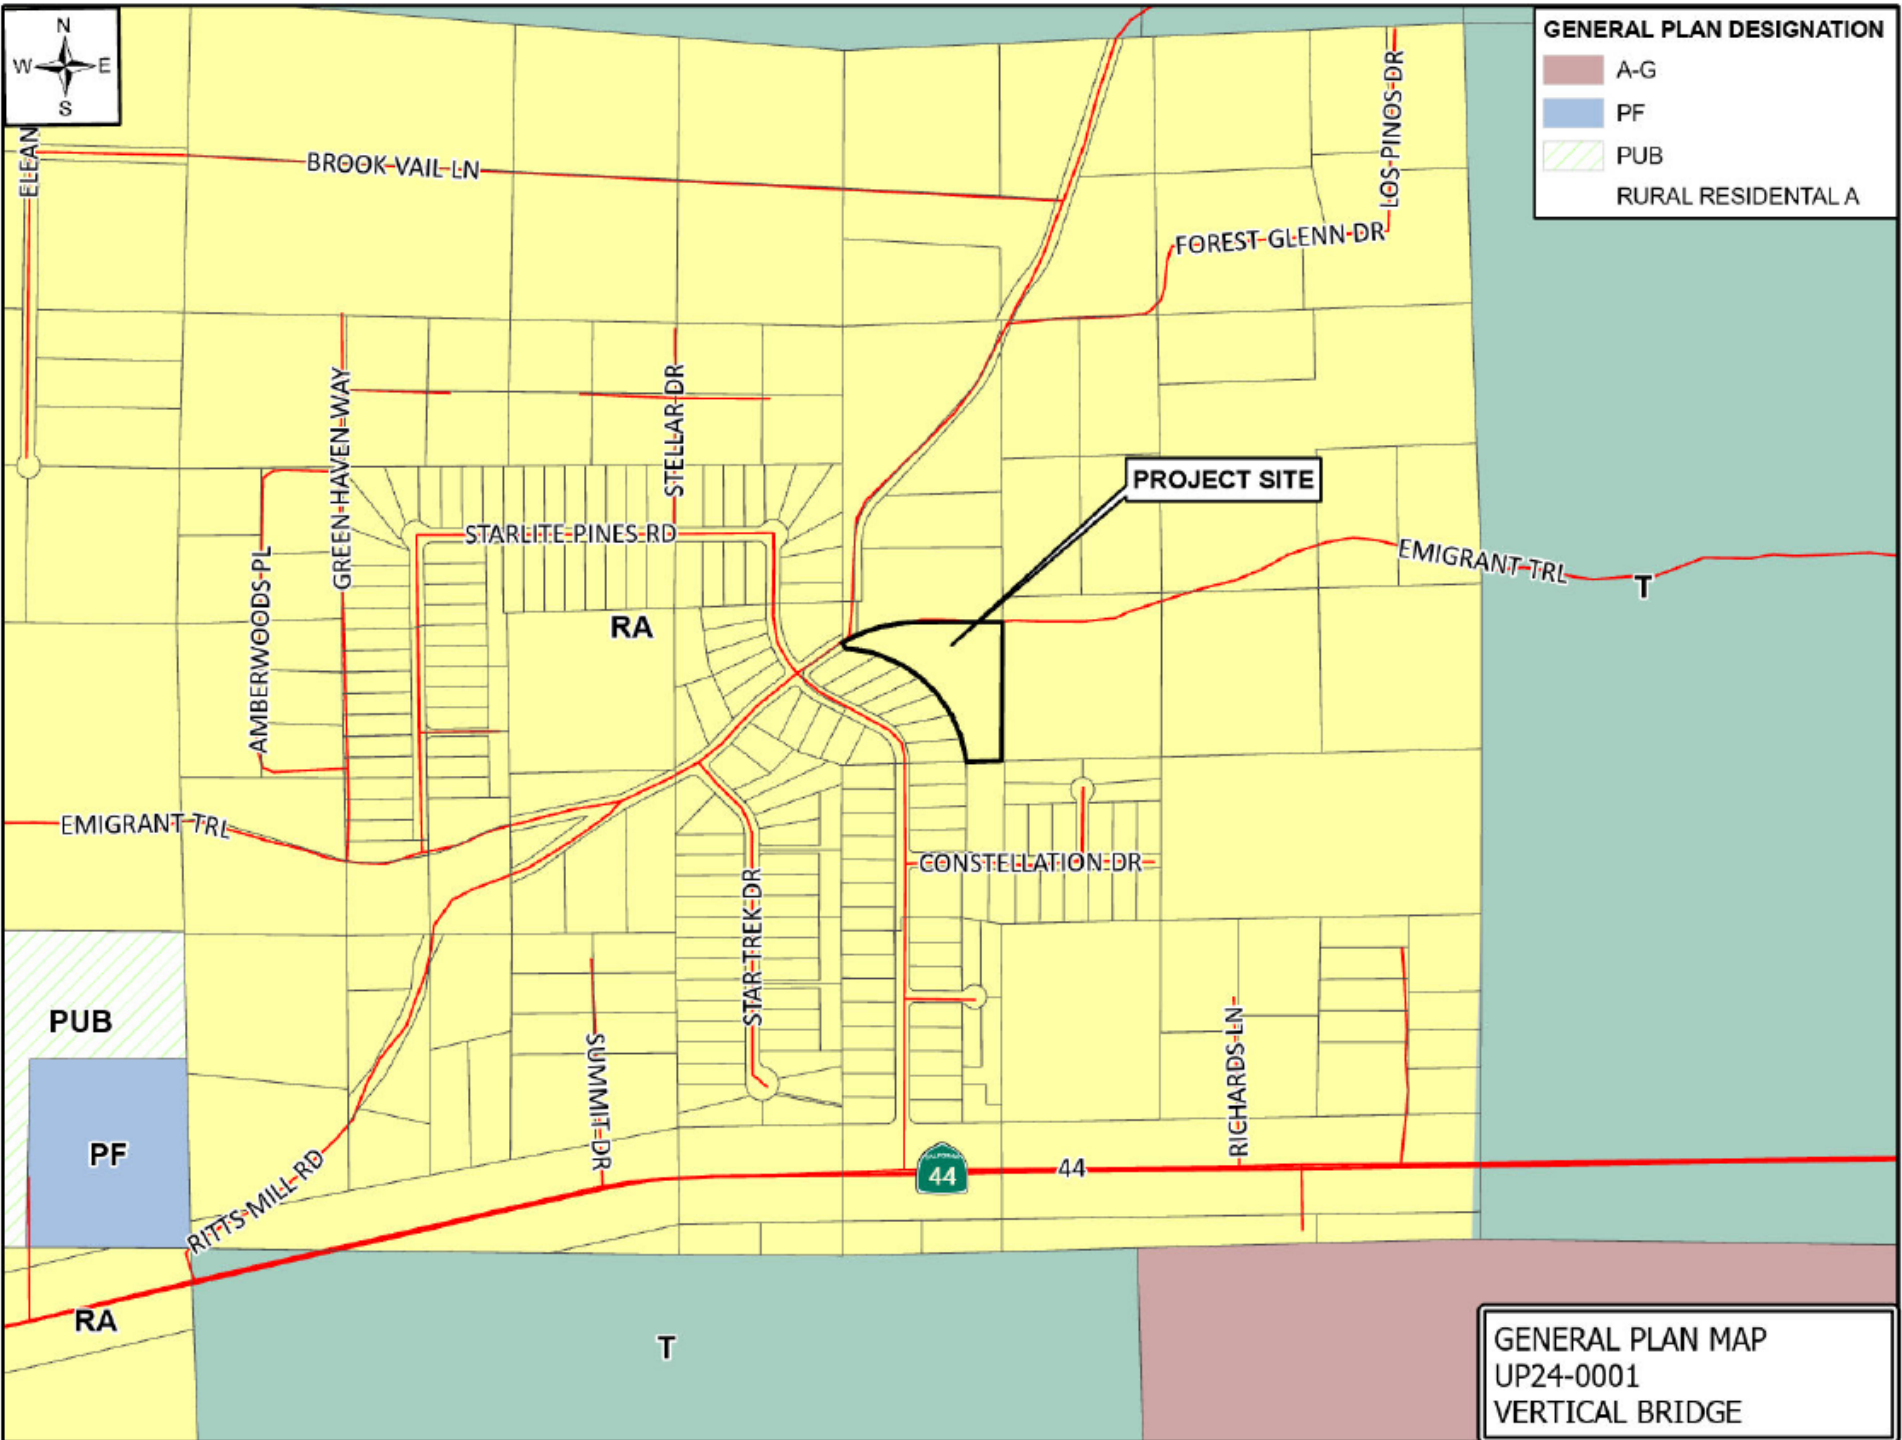 N
W E
S
GENERAL PLAN DESIGNATION
A-G
PF
PUB
RURAL RESIDENTAL A
ELEAN
BROOK VAIL LN
LOS PINOS DR
FOREST GLENN DR
GREEN HAVEN WAY
STELLAR DR
PROJECT SITE
STARLITE PINES RD
EMIGRANT TRL
T
AMBERWOODS PL
RA
EMIGRANT TRL
CONSTELLATION DR
STAR TREK DR
PUB
SUMMIT DR
RICHARDS LN
PF
RITTS MILL RD
CALIFORNIA
44
44
RA
T
GENERAL PLAN MAP
UP24-0001
VERTICAL BRIDGE